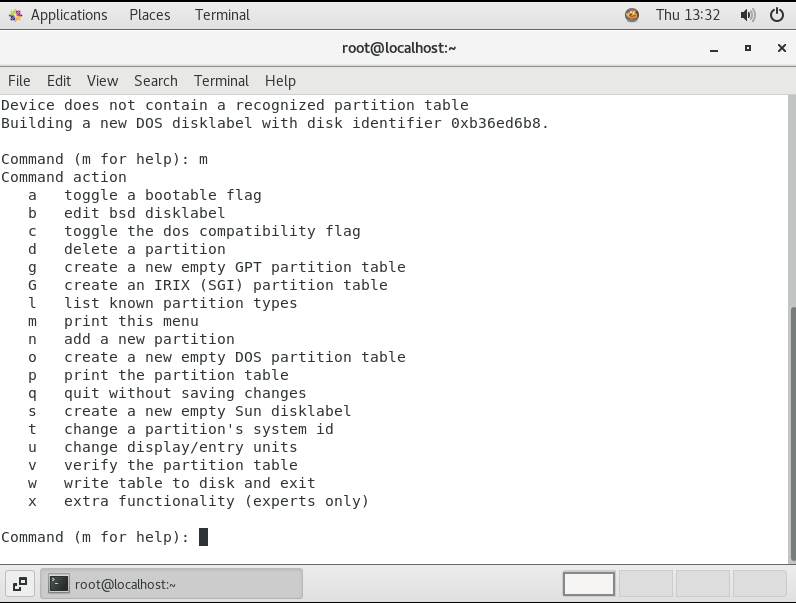 Applications Places Terminal Thu 13:32
root@localhost:~
File Edit View Search Terminal Help
Device does not contain a recognized partition table
Building a new DOS disklabel with disk identifier 0xb36ed6b8.
Command (m for help): m
Command action
a toggle a bootable flag
b edit bsd disklabel
c toggle the dos compatibility flag
d delete a partition
g create a new empty GPT partition table
G create an IRIX (SGI) partition table
l list known partition types
m print this menu
n add a new partition
o create a new empty DOS partition table
p print the partition table
q quit without saving changes
s create a new empty Sun disklabel
t change a partition's system id
u change display/entry units
v verify the partition table
w write table to disk and exit
x extra functionality (experts only)
Command (m for help):
root@localhost:~